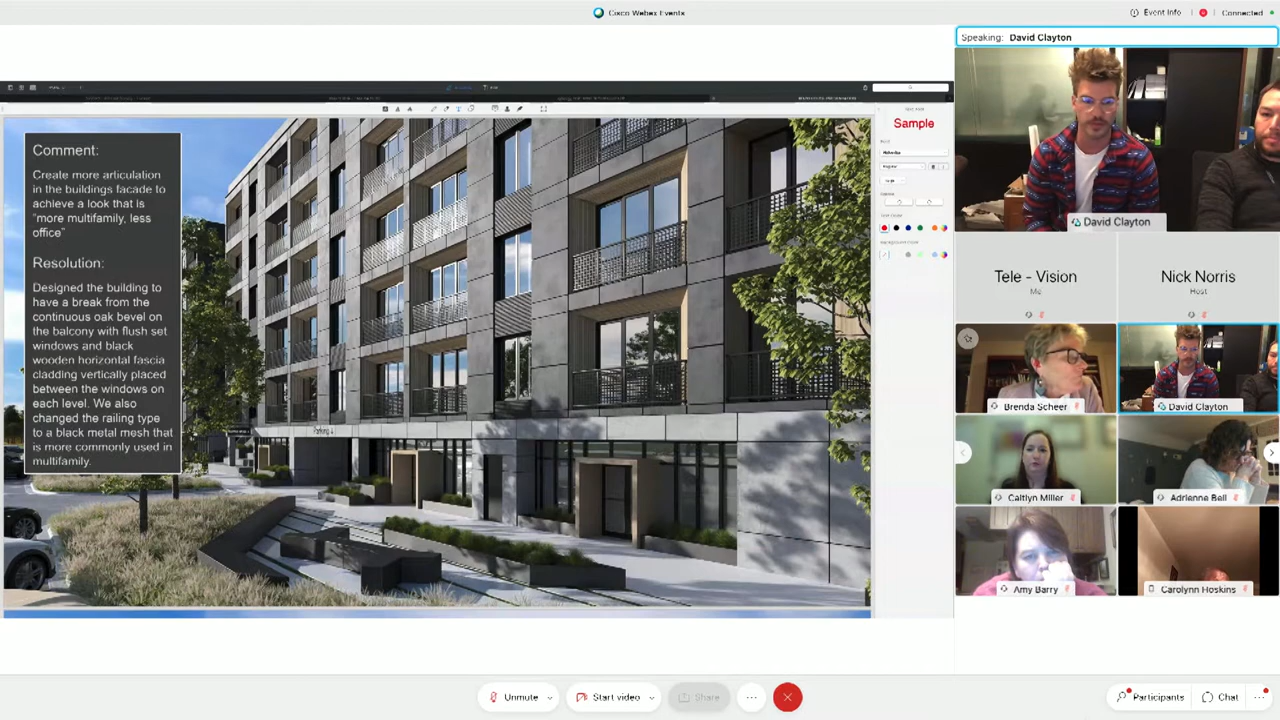 Cisco Webex Events
Event Info
Connected
Speaking: David Clayton
Comment:
Create more articulation
in the buildings facade to
achieve a look that is
"more multifamily, less
office"
Resolution:
Designed the building to
have a break from the
continuous oak bevel on
the balcony with flush set
windows and black
wooden horizontal fascia
cladding vertically placed
between the windows on
each level. We also
changed the railing type
to a black metal mesh that
is more commonly used in
multifamily.
Parking
Sample
David Clayton
Tele - Vision
Me
Nick Norris
Host
Brenda Scheer
David Clayton
Caitlyn Miller
Adrienne Bell
Amy Barry
Carolynn Hoskins
Unmute
Start video
Share
Participants
Chat